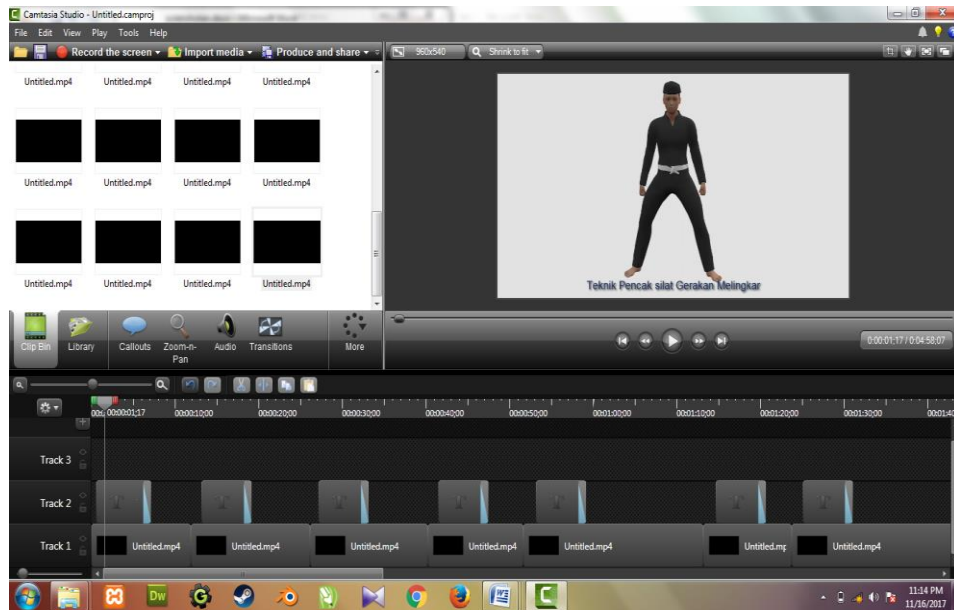 Camtasia Studio - Untitled.camproj
File Edit View Play Tools Help
Record the screen Import media Produce and share
960x540 Shrink to fit
Untitled.mp4 Untitled.mp4 Untitled.mp4 Untitled.mp4
Untitled.mp4 Untitled.mp4 Untitled.mp4 Untitled.mp4
Untitled.mp4 Untitled.mp4 Untitled.mp4 Untitled.mp4
Teknik Pencak silat Gerakan Melingkar
Clip Bin Library Callouts Zoom-n-Pan Audio Transitions More
0:00:01;17 / 0:04:58;07
00:00:01;17 00:00:10;00 00:00:20;00 00:00:30;00 00:00:40;00 00:00:50;00 00:01:00;00 00:01:10;00 00:01:20;00 00:01:30;00 00:01:40
Track 3
Track 2
T T T T T T T
Track 1 Untitled.mp4 Untitled.mp4 Untitled.mp4 Untitled.mp4 Untitled.mp4 Untitled.mp Untitled.mp4
Dw
11:14 PM
11/16/2017